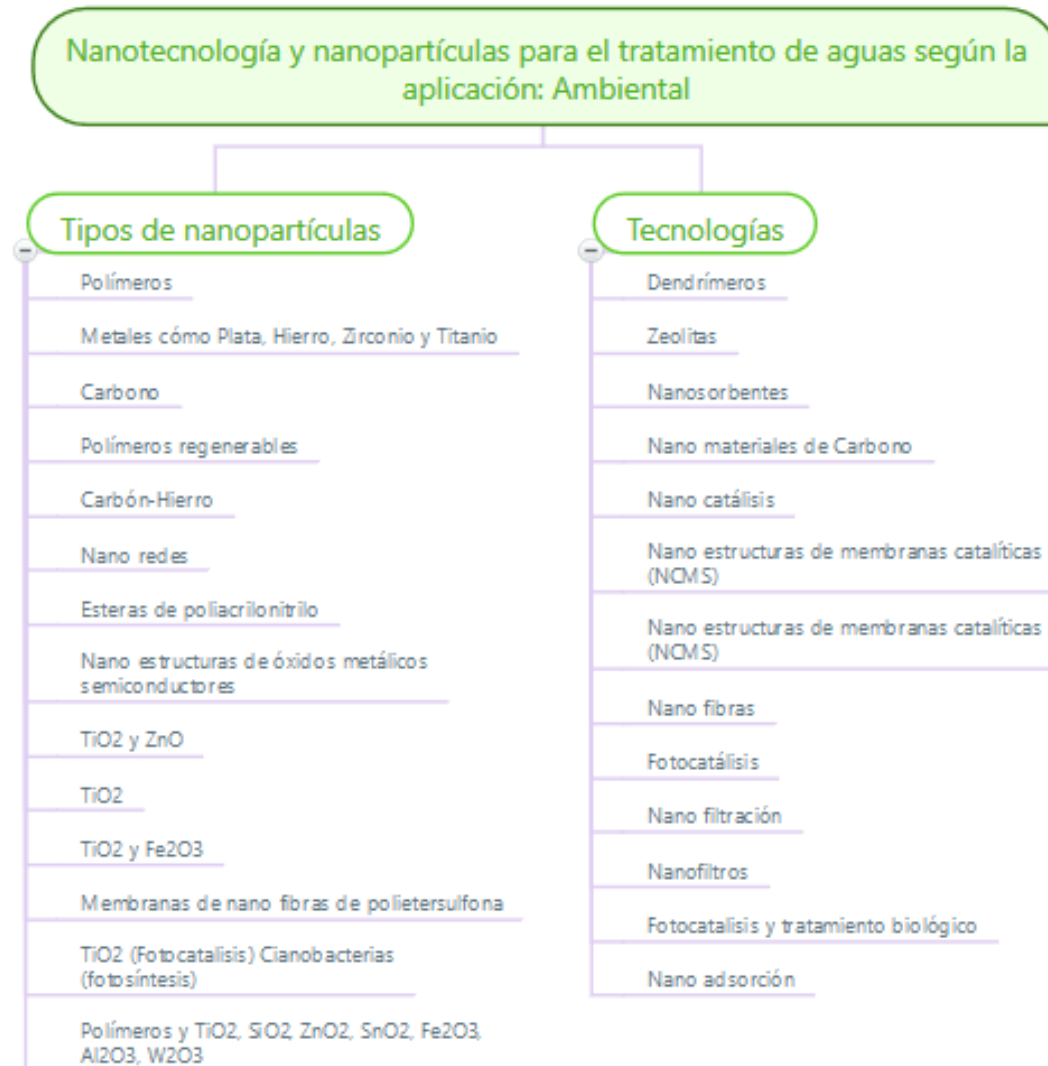 Nanotecnología y nanopartículas para el tratamiento de aguas según la
aplicación: Ambiental
Tipos de nanopartículas
Polímeros
Metales cómo Plata, Hierro, Zirconio y Titanio
Carbono
Polímeros regenerables
Carbón-Hierro
Nano redes
Esteras de poliacrilonitrilo
Nano estructuras de óxidos metálicos
semiconductores
TiO2 y ZnO
TiO2
TiO2 y Fe2O3
Membranas de nano fibras de polietersulfona
TiO2 (Fotocatalisis) Cianobacterias
(fotosíntesis)
Polímeros y TiO2, SiO2, ZnO2, SnO2, Fe2O3,
Al2O3, W2O3
Tecnologías
Dendrímeros
Zeolitas
Nanosorbentes
Nano materiales de Carbono
Nano catálisis
Nano estructuras de membranas catalíticas
(NCMS)
Nano estructuras de membranas catalíticas
(NCMS)
Nano fibras
Fotocatálisis
Nano filtración
Nanofiltros
Fotocatalisis y tratamiento biológico
Nano adsorción